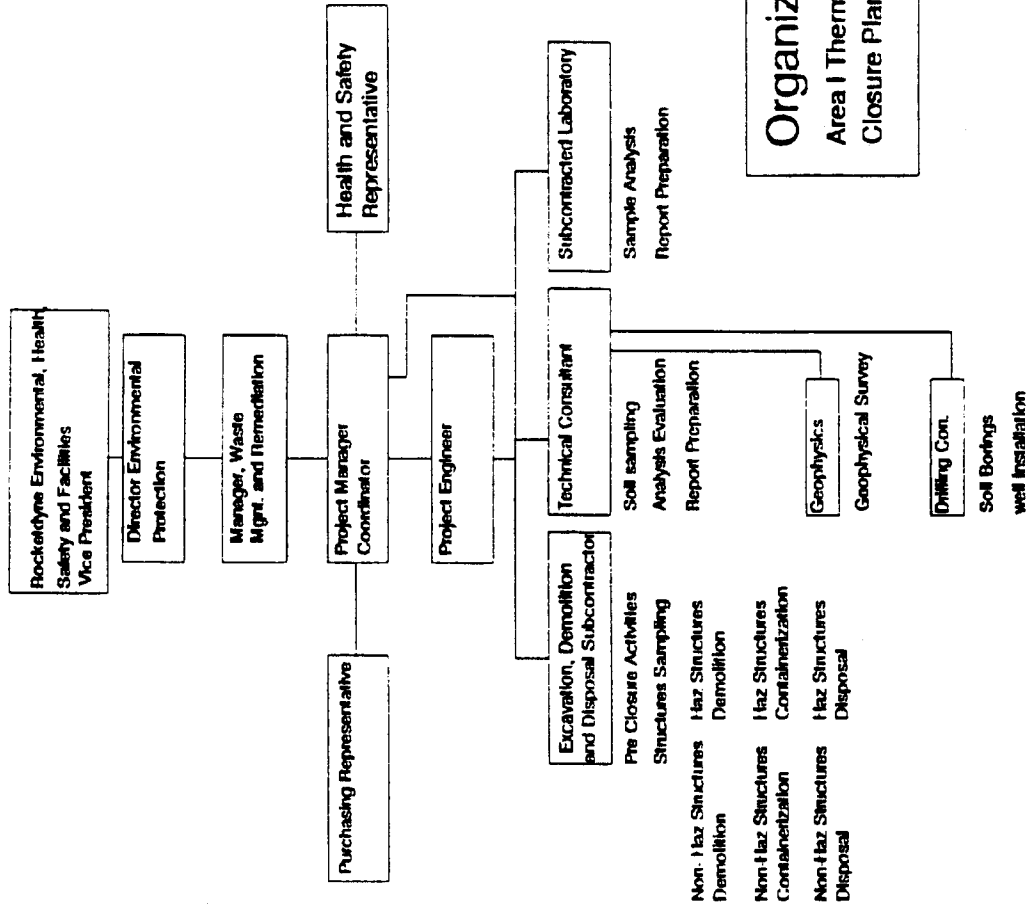 Rocketdyne Environmental, Health,
Safety and Facilities
Vice President
Director Environmental
Protection
Manager, Waste
Mgnt. and Remediation
Purchasing Representative
Project Manager
Coordinator
Health and Safety
Representative
Project Engineer
Excavation, Demolition
and Disposal Subcontractor
Pre Closure Activities
Structures Sampling
Non-Haz Structures
Demolition
Haz Structures
Demolition
Non-Haz Structures
Containerization
Haz Structures
Containerization
Non-Haz Structures
Disposal
Haz Structures
Disposal
Technical Consultant
Soil sampling
Analysis Evaluation
Report Preparation
Geophysics
Geophysical Survey
Drilling Con.
Soil Borings
well installation
Subcontracted Laboratory
Sample Analysis
Report Preparation
Organiz
Area I Therm
Closure Plan